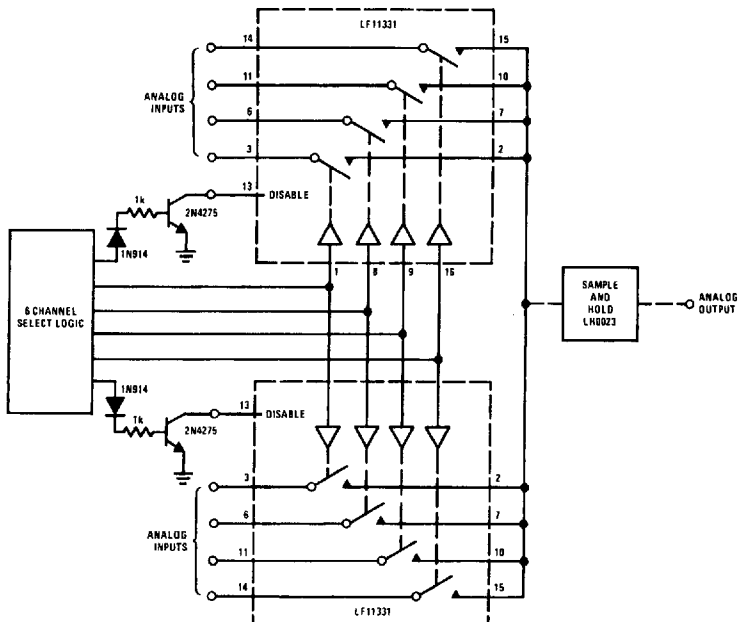 LF11331
14
15
11
10
ANALOG
INPUTS
6
7
3
2
13
DISABLE
1k
2N4275
1N914
1
8
9
16
6 CHANNEL
SELECT LOGIC
SAMPLE
AND
HOLD
LH0023
ANALOG
OUTPUT
1N914
13
DISABLE
1k
2N4275
3
2
6
7
ANALOG
INPUTS
11
10
14
15
LF11331